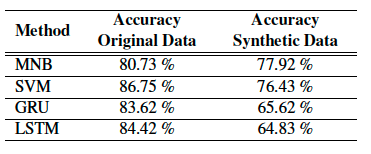 Method Accuracy Original Data Accuracy Synthetic Data
MNB 80.73 % 77.92 %
SVM 86.75 % 76.43 %
GRU 83.62 % 65.62 %
LSTM 84.42 % 64.83 %